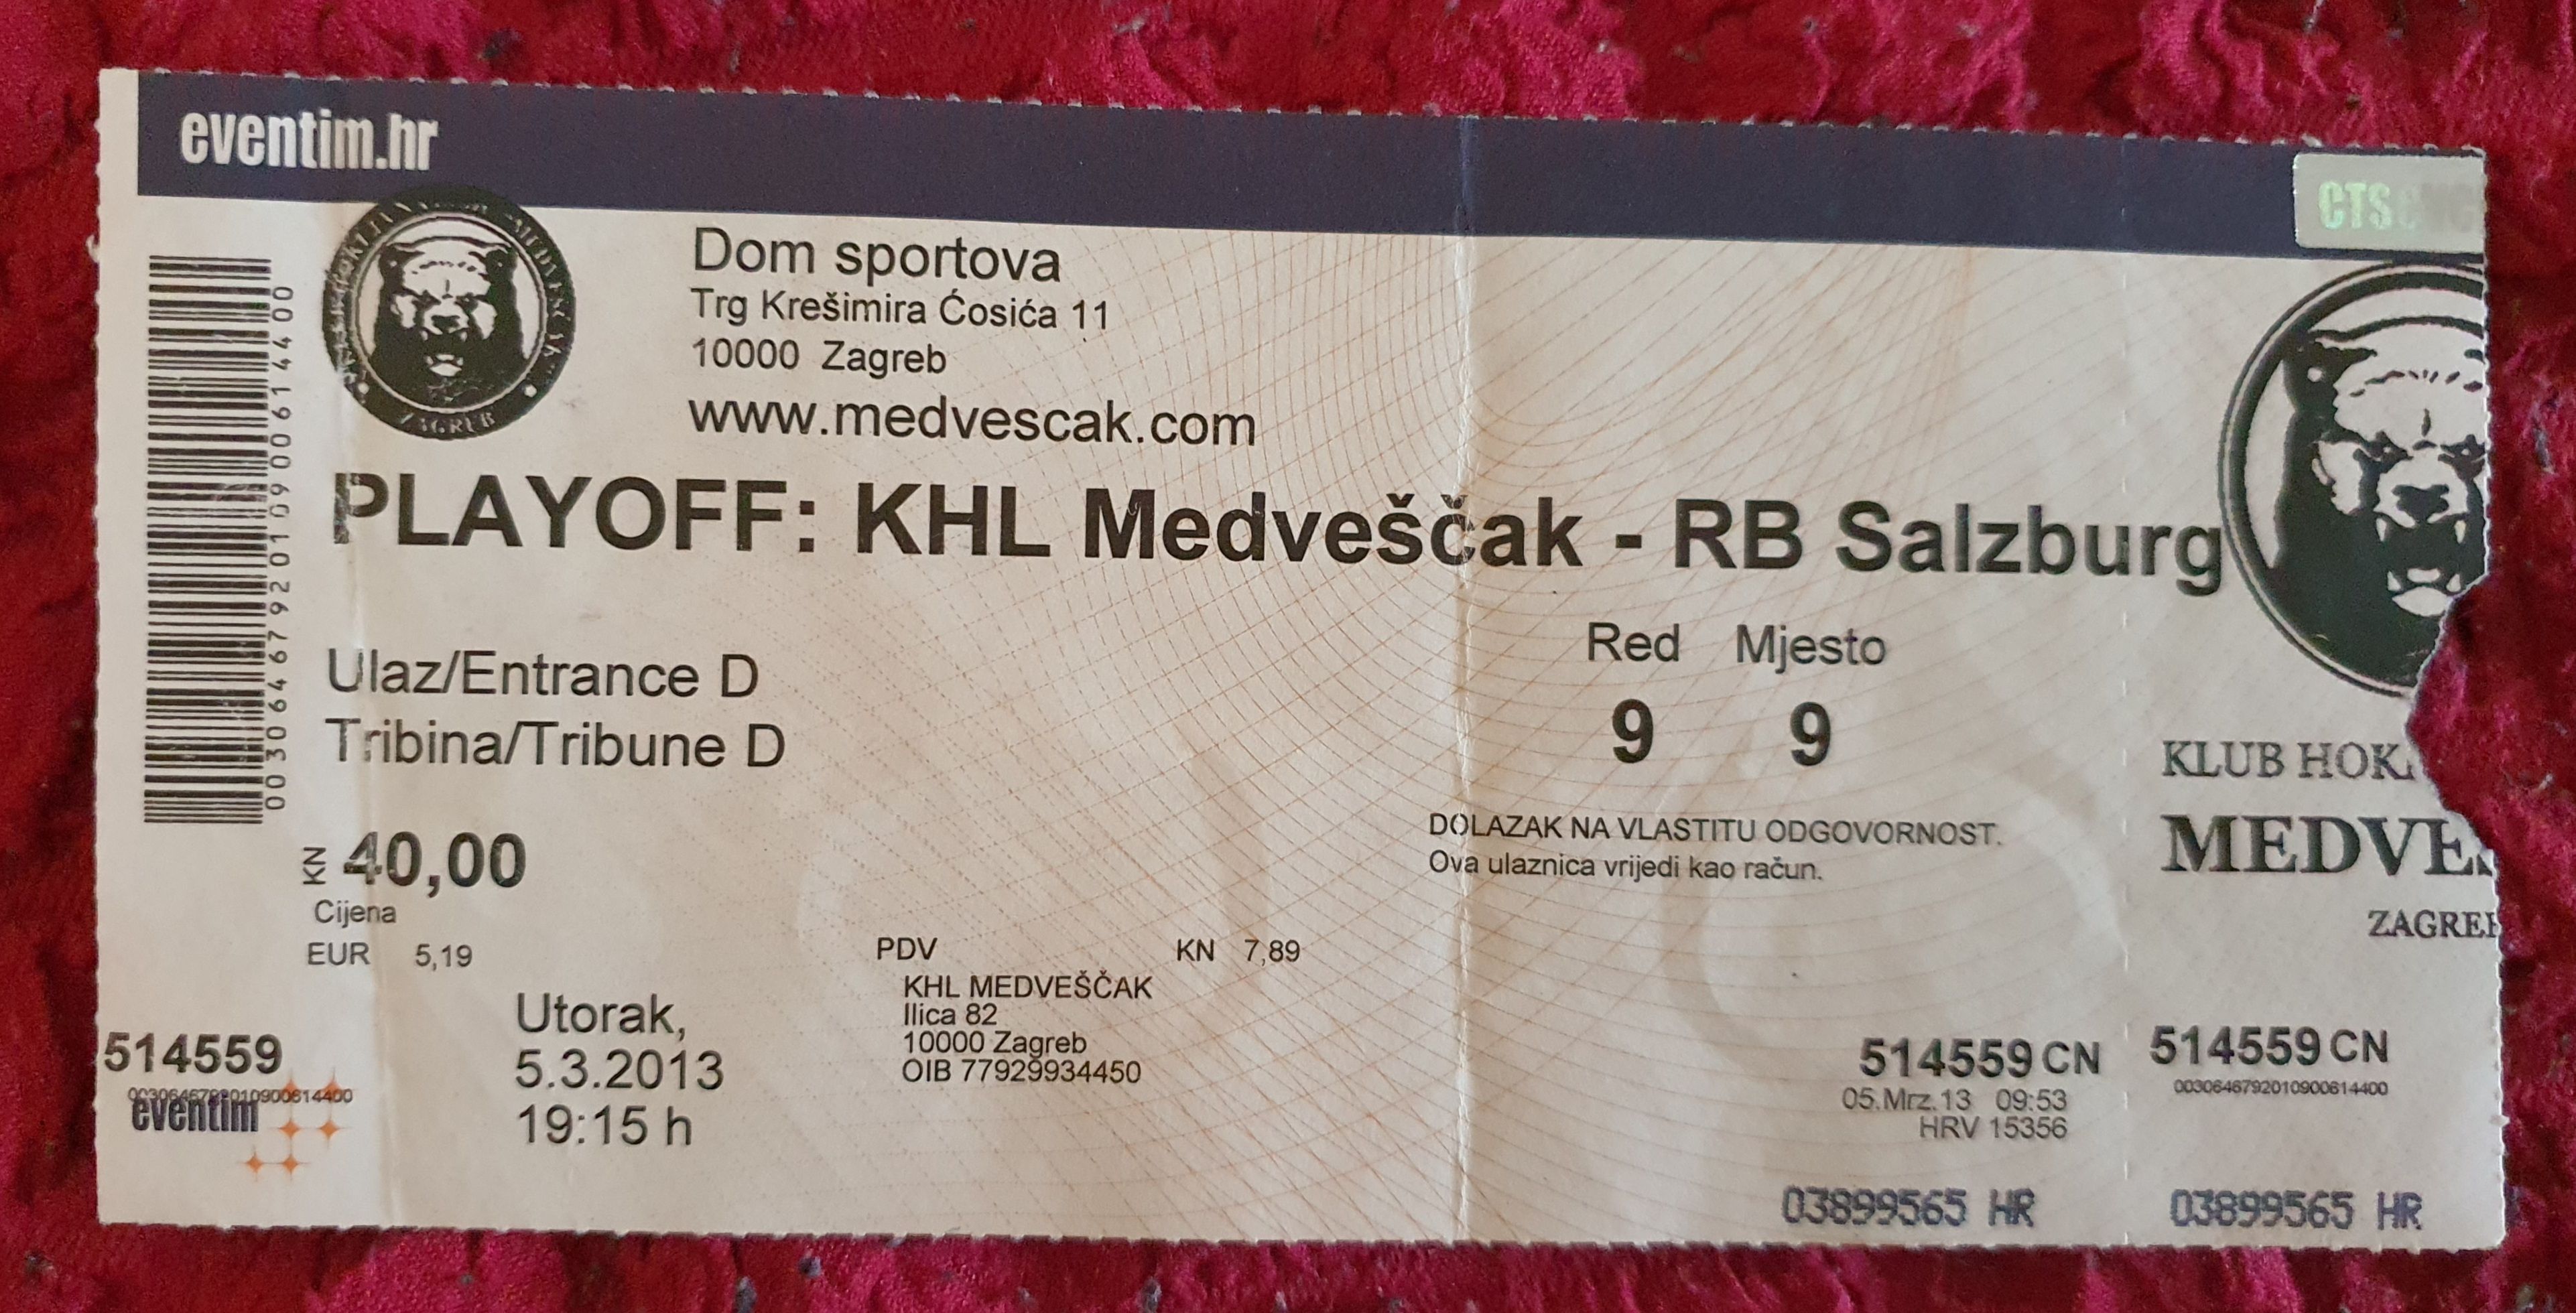 eventim.hr
CTS
Dom sportova
Trg Krešimira Ćosića 11
10000 Zagreb
www.medvescak.com
ZAGREB
PLAYOFF: KHL Medveščak - RB Salzburg
Ulaz/Entrance D
Tribina/Tribune D
Red Mjesto
9 9
KN 40,00
Cijena
EUR 5,19
DOLAZAK NA VLASTITU ODGOVORNOST.
Ova ulaznica vrijedi kao račun.
PDV KN 7,89
KHL MEDVEŠČAK
Ilica 82
10000 Zagreb
OIB 77929934450
Utorak,
5.3.2013
19:15 h
514559
0030646792010900614400
eventim
0030646792010900614400
514559 CN
05.Mrz.13 09:53
HRV 15356
03899565 HR
KLUB HOK
MEDVE
ZAGRE
514559 CN
0030646792010900614400
03899565 HR